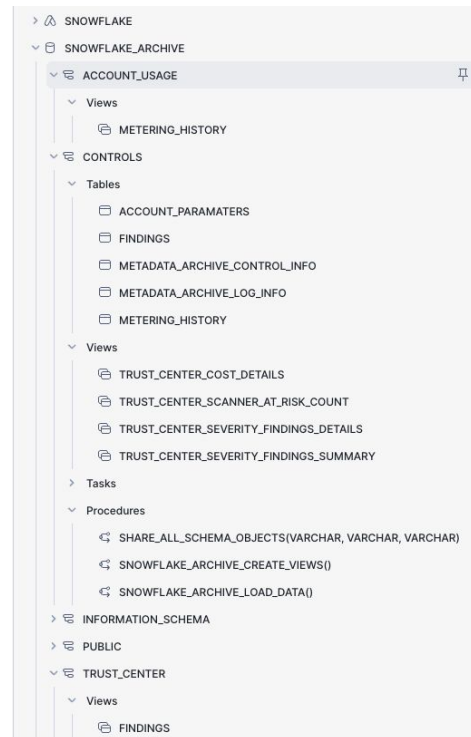 SNOWFLAKE
SNOWFLAKE_ARCHIVE
ACCOUNT_USAGE
Views
METERING_HISTORY
CONTROLS
Tables
ACCOUNT_PARAMATERS
FINDINGS
METADATA_ARCHIVE_CONTROL_INFO
METADATA_ARCHIVE_LOG_INFO
METERING_HISTORY
Views
TRUST_CENTER_COST_DETAILS
TRUST_CENTER_SCANNER_AT_RISK_COUNT
TRUST_CENTER_SEVERITY_FINDINGS_DETAILS
TRUST_CENTER_SEVERITY_FINDINGS_SUMMARY
Tasks
Procedures
SHARE_ALL_SCHEMA_OBJECTS(VARCHAR, VARCHAR, VARCHAR)
SNOWFLAKE_ARCHIVE_CREATE_VIEWS()
SNOWFLAKE_ARCHIVE_LOAD_DATA()
INFORMATION_SCHEMA
PUBLIC
TRUST_CENTER
Views
FINDINGS